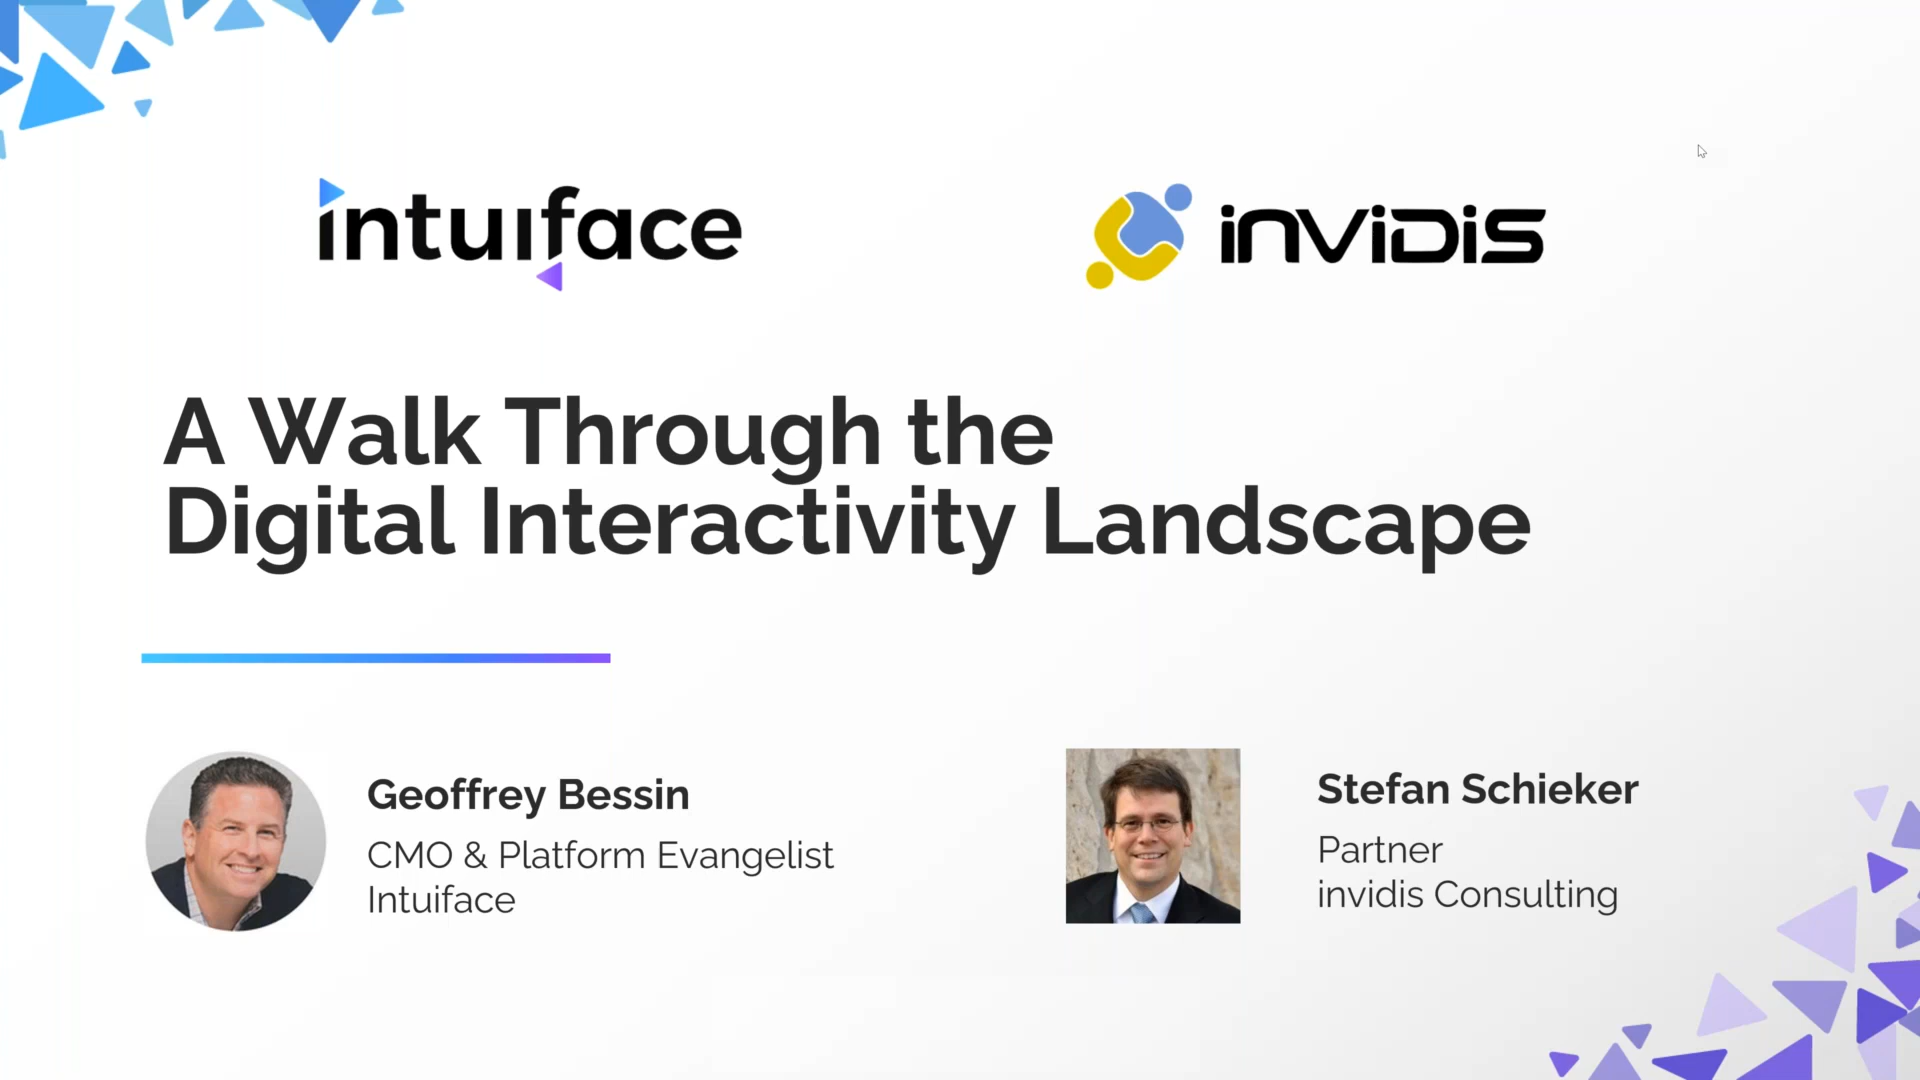 intuiface
invidis
A Walk Through the
Digital Interactivity Landscape
Geoffrey Bessin
CMO & Platform Evangelist
Intuiface
Stefan Schieker
Partner
invidis Consulting